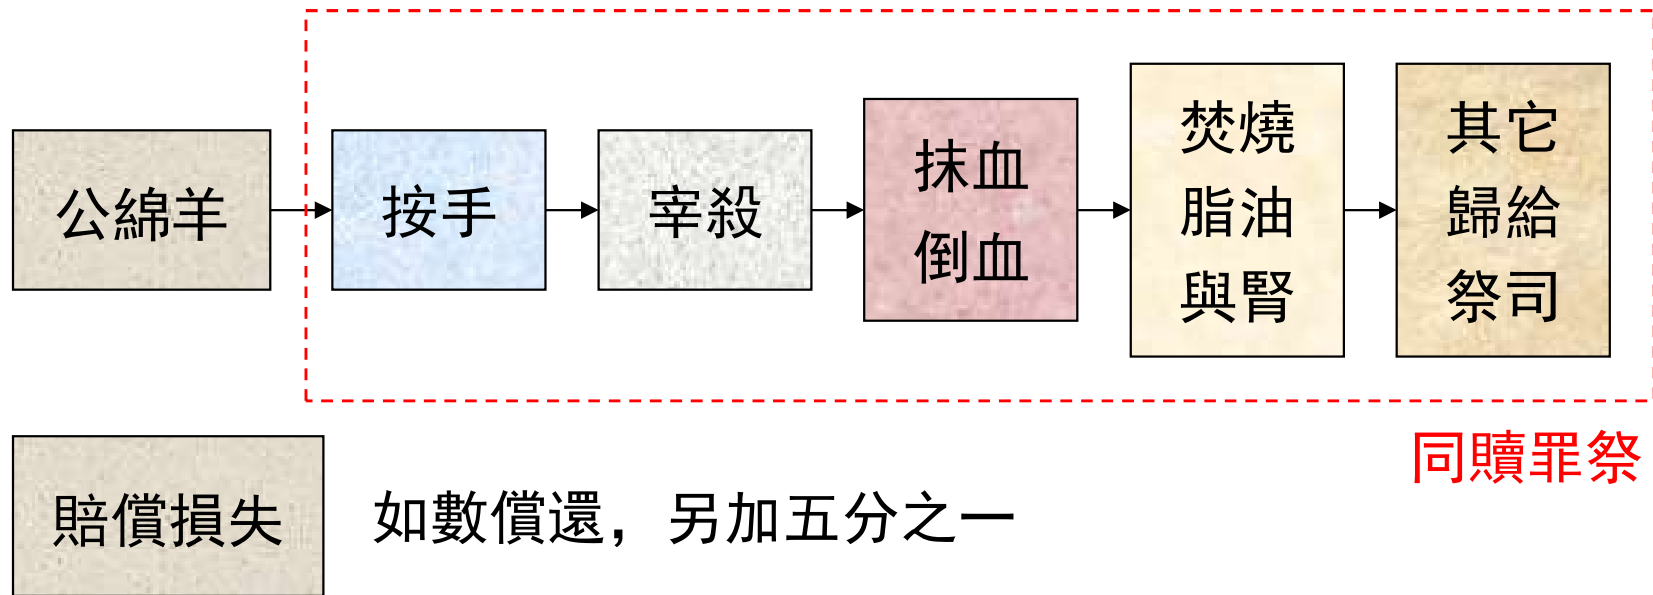 公綿羊
按手
宰殺
抹血
倒血
焚燒
脂油
與腎
其它
歸給
祭司
同贖罪祭
賠償損失
如數償還，另加五分之一